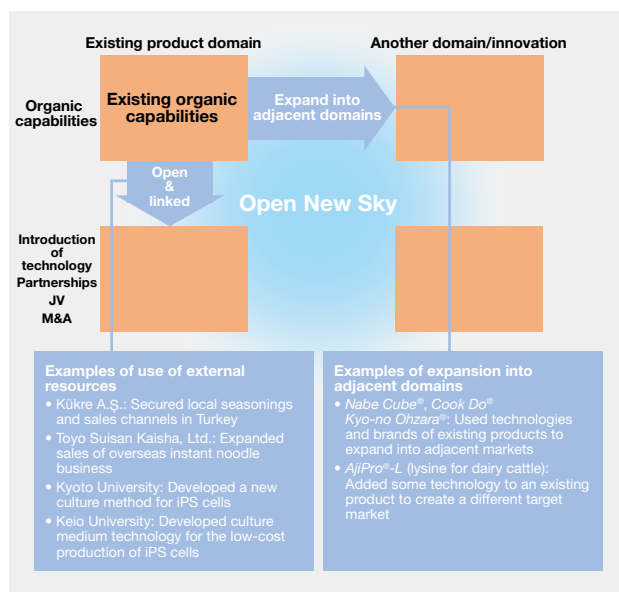 Existing product domain
Another domain/innovation
Organic
capabilities
Existing organic
capabilities
Expand into
adjacent domains
Open
&
linked
Open New Sky
Introduction
of
technology
Partnerships
JV
M&A
Examples of use of external
resources
• Kükre A.Ş.: Secured local seasonings
and sales channels in Turkey
• Toyo Suisan Kaisha, Ltd.: Expanded
sales of overseas instant noodle
business
• Kyoto University: Developed a new
culture method for iPS cells
• Keio University: Developed culture
medium technology for the low-cost
production of iPS cells
Examples of expansion into
adjacent domains
• Nabe Cube®, Cook Do®
Kyo-no Ohzara®: Used technologies
and brands of existing products to
expand into adjacent markets
• AjiPro®-L (lysine for dairy cattle):
Added some technology to an existing
product to create a different target
market